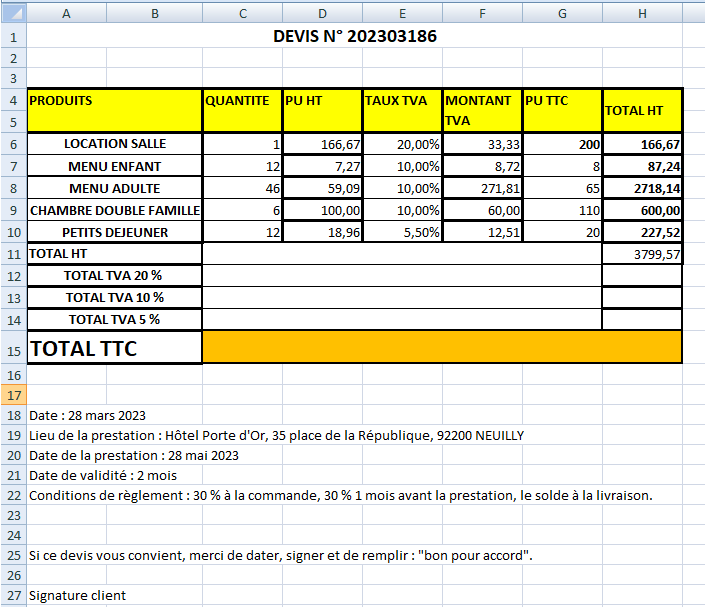 A B C D E F G H
1 DEVIS N° 202303186
2
3
4 PRODUITS QUANTITE PU HT TAUX TVA MONTANT PU TTC TOTAL HT
5 TVA
6 LOCATION SALLE 1 166,67 20,00% 33,33 200 166,67
7 MENU ENFANT 12 7,27 10,00% 8,72 8 87,24
8 MENU ADULTE 46 59,09 10,00% 271,81 65 2718,14
9 CHAMBRE DOUBLE FAMILLE 6 100,00 10,00% 60,00 110 600,00
10 PETITS DEJEUNER 12 18,96 5,50% 12,51 20 227,52
11 TOTAL HT 3799,57
12 TOTAL TVA 20 %
13 TOTAL TVA 10 %
14 TOTAL TVA 5 %
15 TOTAL TTC
16
17
18 Date : 28 mars 2023
19 Lieu de la prestation : Hôtel Porte d'Or, 35 place de la République, 92200 NEUILLY
20 Date de la prestation : 28 mai 2023
21 Date de validité : 2 mois
22 Conditions de règlement : 30 % à la commande, 30 % 1 mois avant la prestation, le solde à la livraison.
23
24
25 Si ce devis vous convient, merci de dater, signer et de remplir : "bon pour accord".
26
27 Signature client